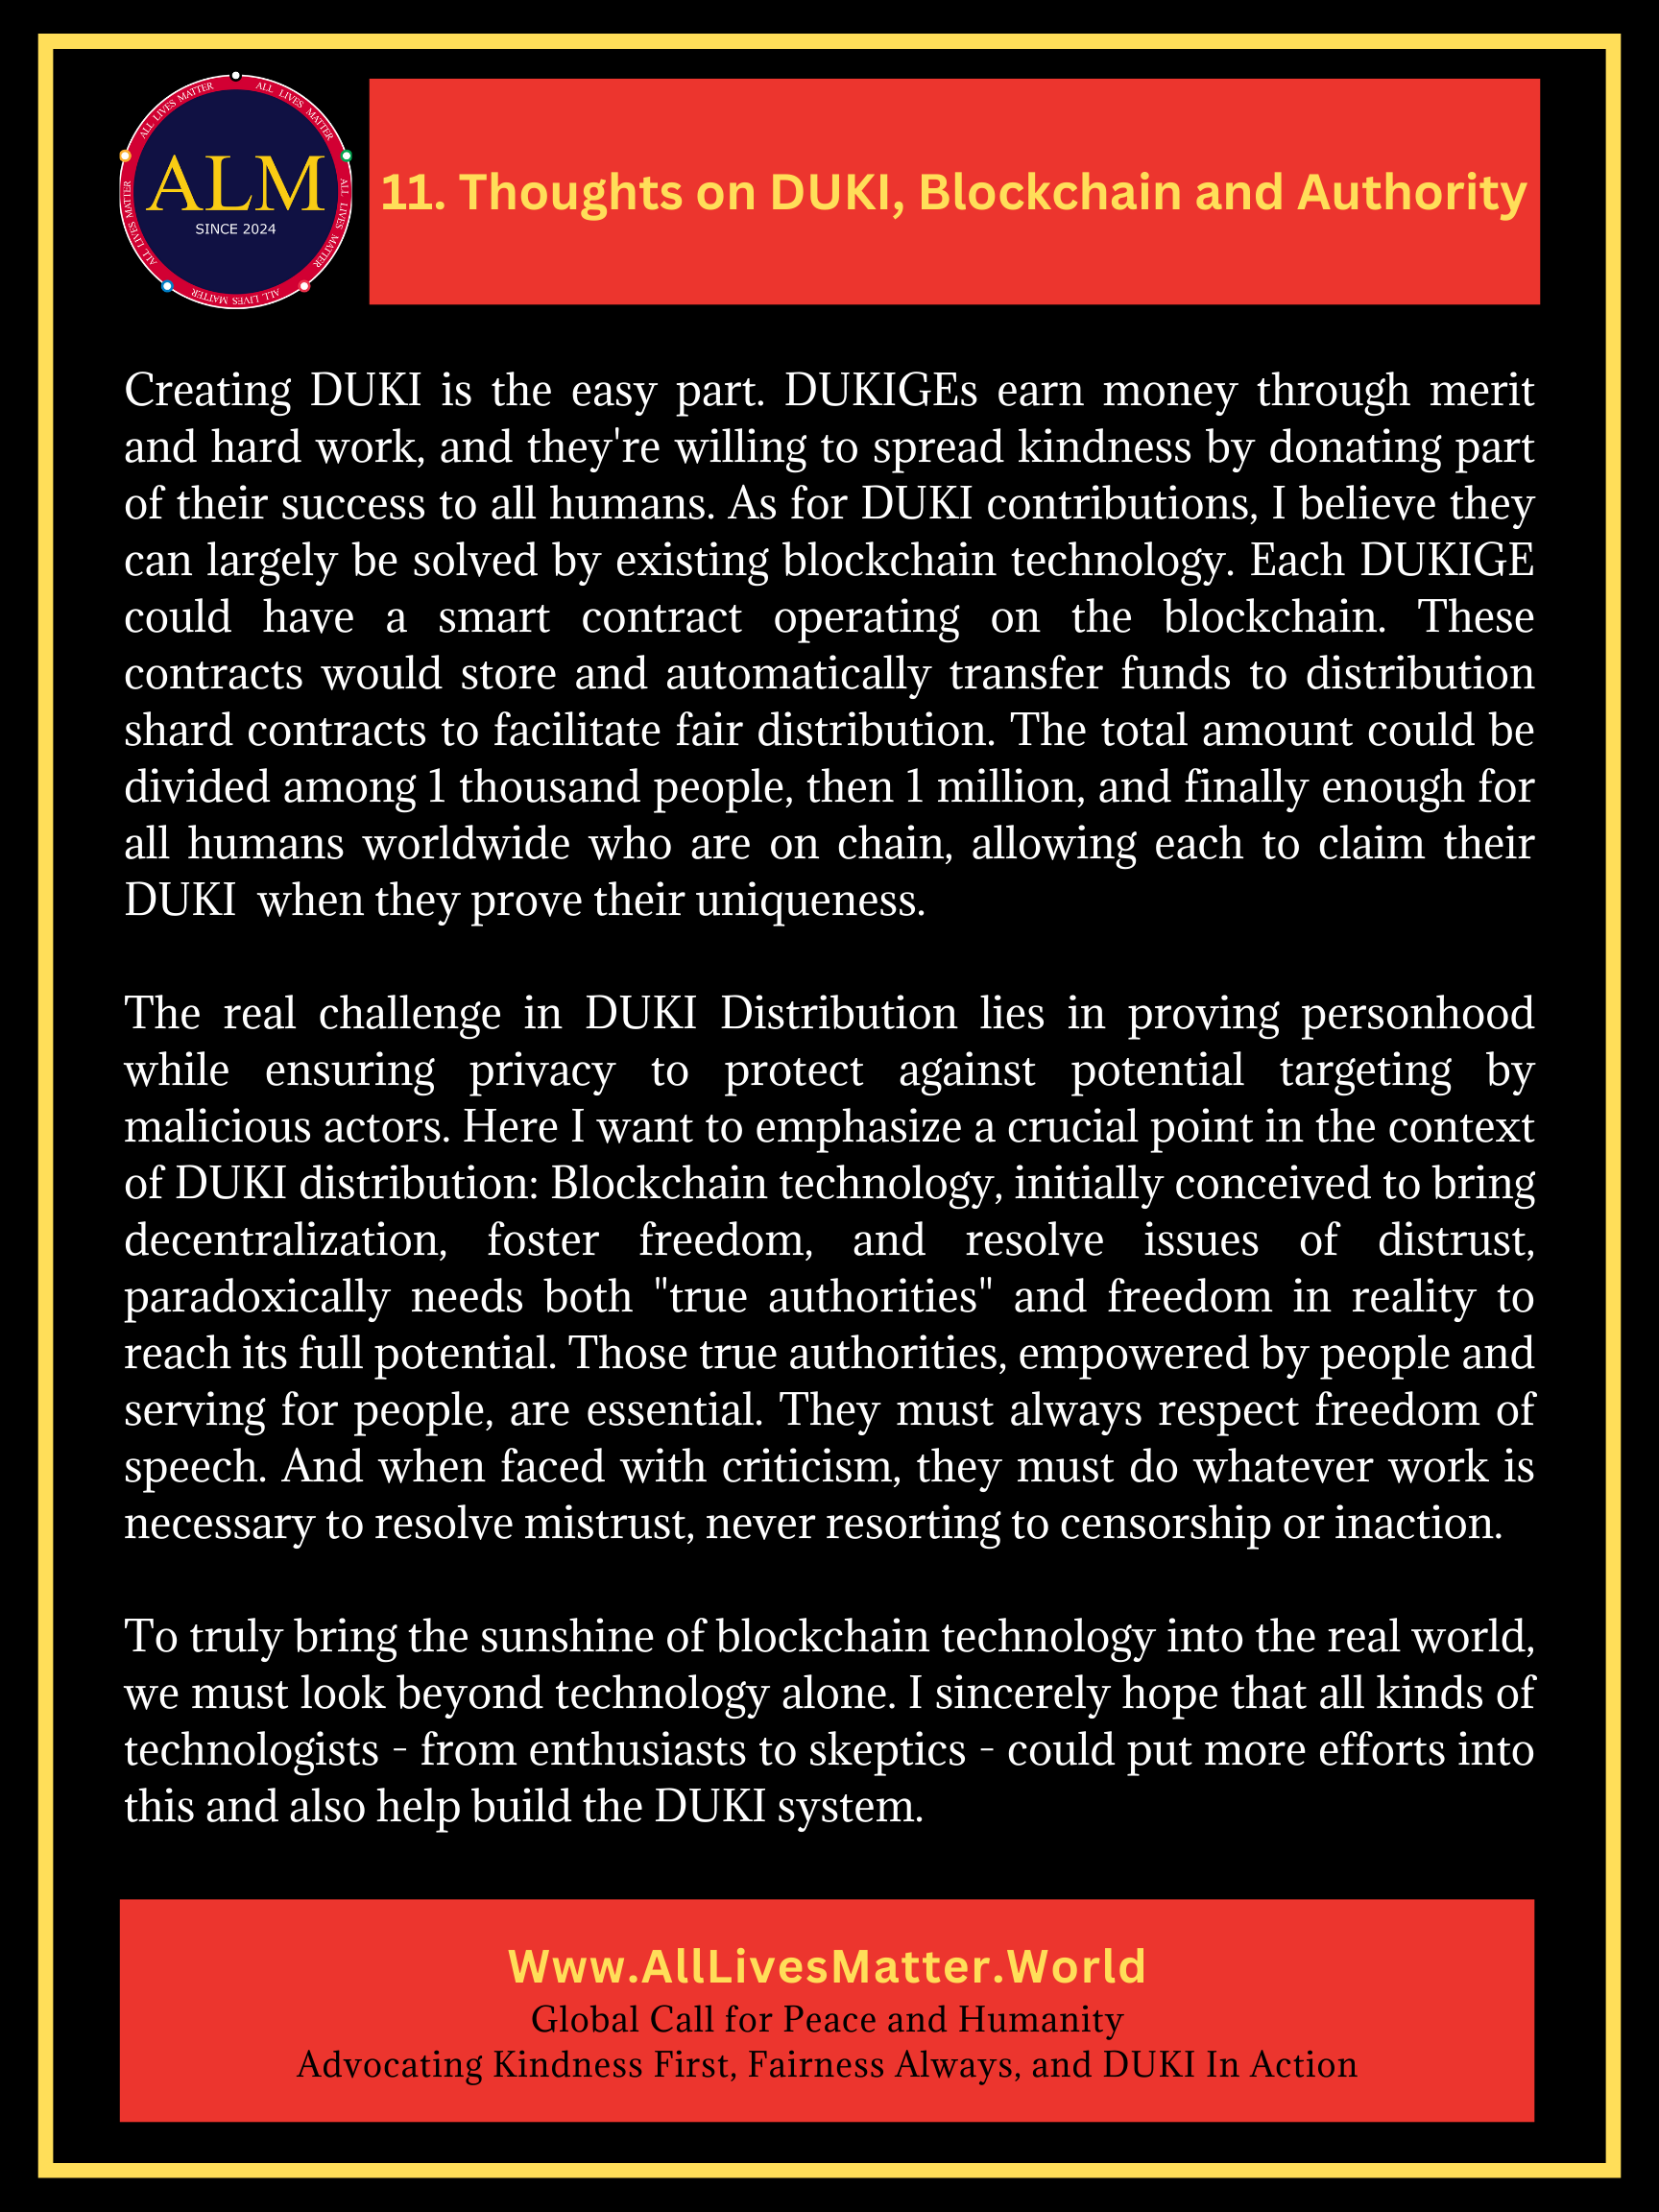 ALL LIVES MATTER
ALL LIVES MATTER
ALL LIVES MATTER
ALL LIVES MATTER
ALL LIVES MATTER
ALM
SINCE 2024
11. Thoughts on DUKI, Blockchain and Authority
Creating DUKI is the easy part. DUKIGEs earn money through merit
and hard work, and they're willing to spread kindness by donating part
of their success to all humans. As for DUKI contributions, I believe they
can largely be solved by existing blockchain technology. Each DUKIGE
could have a smart contract operating on the blockchain. These
contracts would store and automatically transfer funds to distribution
shard contracts to facilitate fair distribution. The total amount could be
divided among 1 thousand people, then 1 million, and finally enough for
all humans worldwide who are on chain, allowing each to claim their
DUKI  when they prove their uniqueness.
The real challenge in DUKI Distribution lies in proving personhood
while ensuring privacy to protect against potential targeting by
malicious actors. Here I want to emphasize a crucial point in the context
of DUKI distribution: Blockchain technology, initially conceived to bring
decentralization, foster freedom, and resolve issues of distrust,
paradoxically needs both "true authorities" and freedom in reality to
reach its full potential. Those true authorities, empowered by people and
serving for people, are essential. They must always respect freedom of
speech. And when faced with criticism, they must do whatever work is
necessary to resolve mistrust, never resorting to censorship or inaction.
To truly bring the sunshine of blockchain technology into the real world,
we must look beyond technology alone. I sincerely hope that all kinds of
technologists - from enthusiasts to skeptics - could put more efforts into
this and also help build the DUKI system.
Www.AllLivesMatter.World
Global Call for Peace and Humanity
Advocating Kindness First, Fairness Always, and DUKI In Action